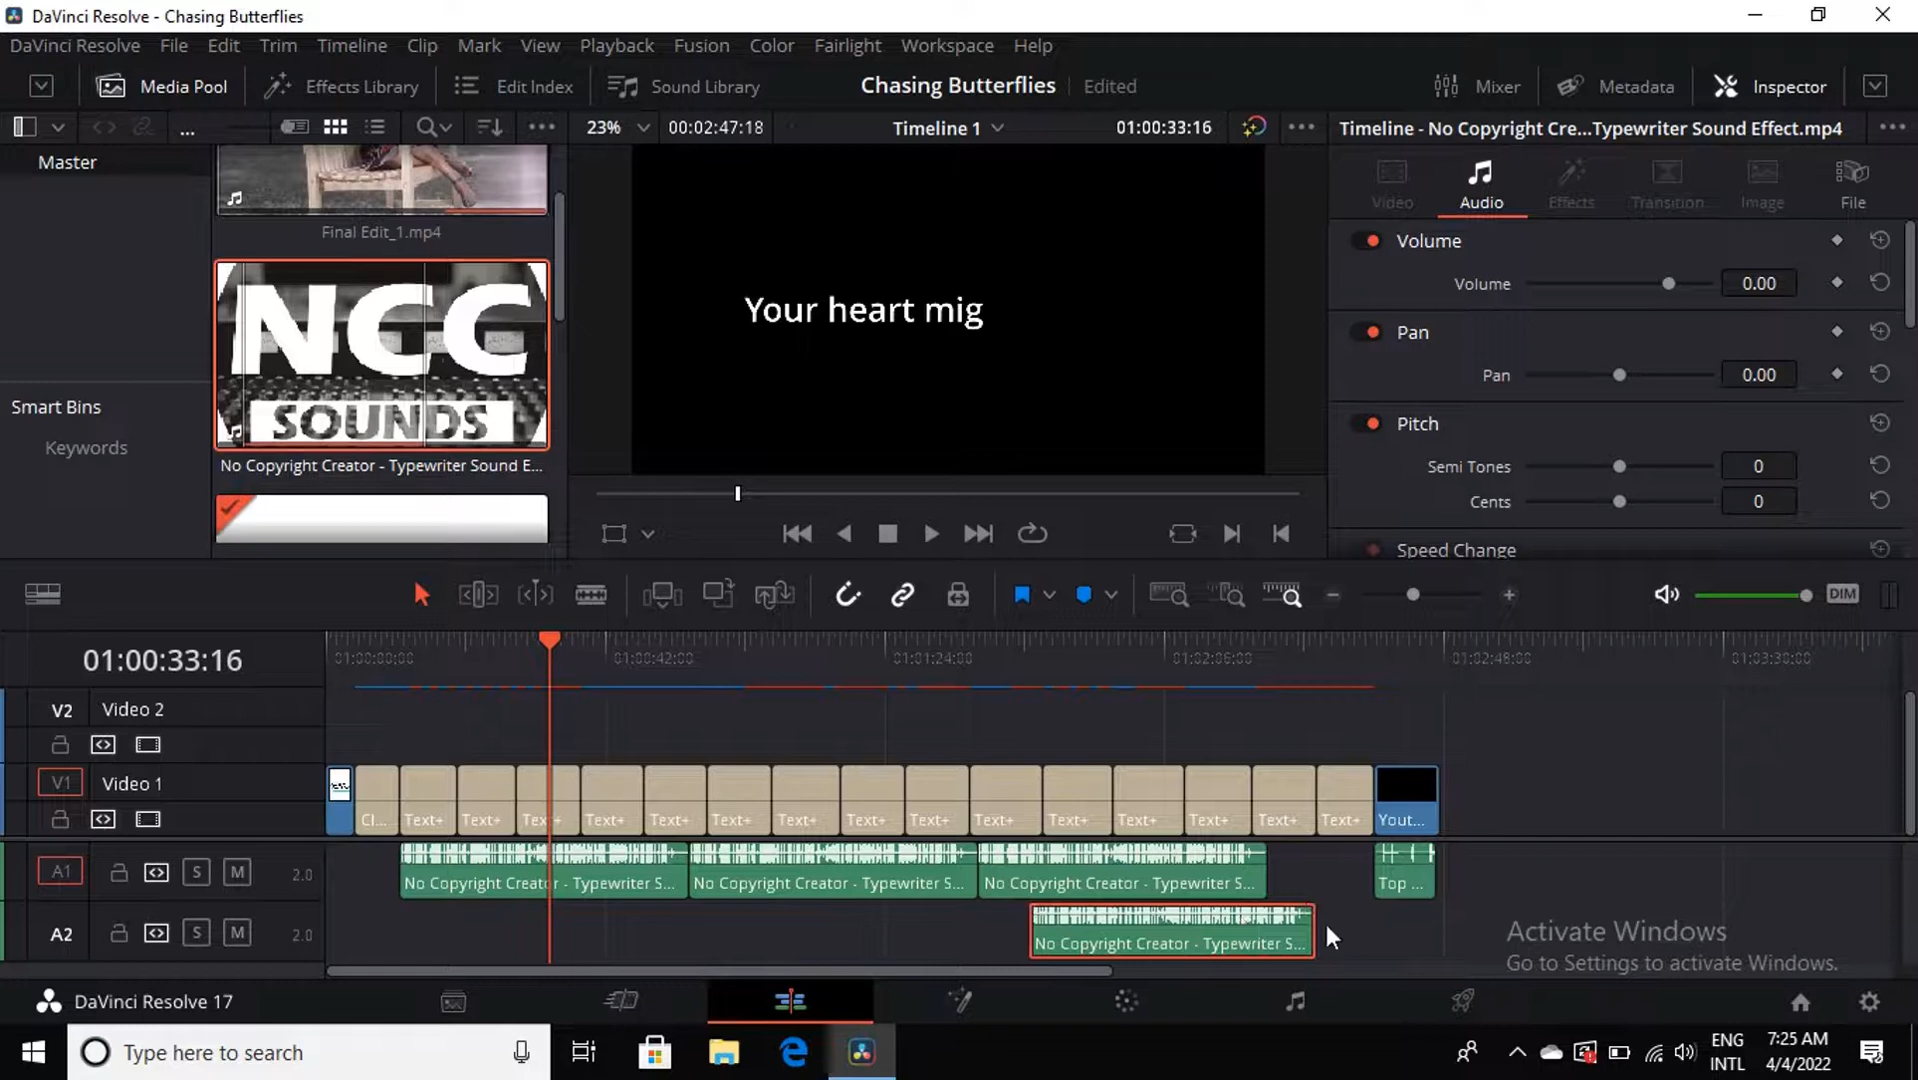 DaVinci Resolve - Chasing Butterflies
DaVinci Resolve File Edit Trim Timeline Clip Mark View Playback Fusion Color Fairlight Workspace Help
Media Pool Effects Library Edit Index Sound Library Chasing Butterflies Edited Mixer Metadata Inspector
... 23% 00:02:47:18 Timeline 1 01:00:33:16 Timeline - No Copyright Cre...Typewriter Sound Effect.mp4
Master
Final Edit_1.mp4
NCC
SOUNDS
No Copyright Creator - Typewriter Sound E...
Smart Bins
Keywords
Your heart mig
Video Audio Effects Transition Image File
Volume
Volume 0.00
Pan
Pan 0.00
Pitch
Semi Tones 0
Cents 0
Speed Change
DIM
01:00:33:16
01:00:00:00 01:00:42:00 01:01:24:00 01:02:06:00 01:02:48:00 01:03:30:00
V2 Video 2
V1 Video 1
Cl... Text+ Text+ Text+ Text+ Text+ Text+ Text+ Text+ Text+ Text+ Text+ Text+ Text+ Text+ Text+ Yout...
A1 S M 2.0
No Copyright Creator - Typewriter S... No Copyright Creator - Typewriter S... No Copyright Creator - Typewriter S... Top ...
A2 S M 2.0
No Copyright Creator - Typewriter S...
Activate Windows
Go to Settings to activate Windows.
DaVinci Resolve 17
Type here to search
ENG
INTL
7:25 AM
4/4/2022